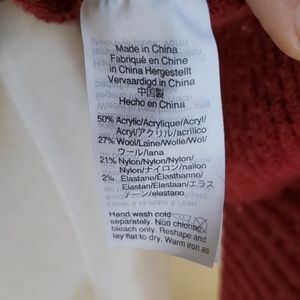 Made in China
Fabriqué en Chine
in China Hergestellt
Vervaardigd in China
中国製
Hecho en China
50% Acrylic/Acrylique/Acryl/
Acryl/アクリル/acrílico
27% Wool/Laine/Wolle/Wol/
ウール/lana
21% Nylon/Nylon/Nylon/
Nylon/ナイロン/nailon
2% Elastane/Élasthanne/
Elastan/Elastaan/エラス
テーン/elastano
Hand wash cold
separately. Non chlorine
bleach only. Reshape and
lay flat to dry. Warm iron as